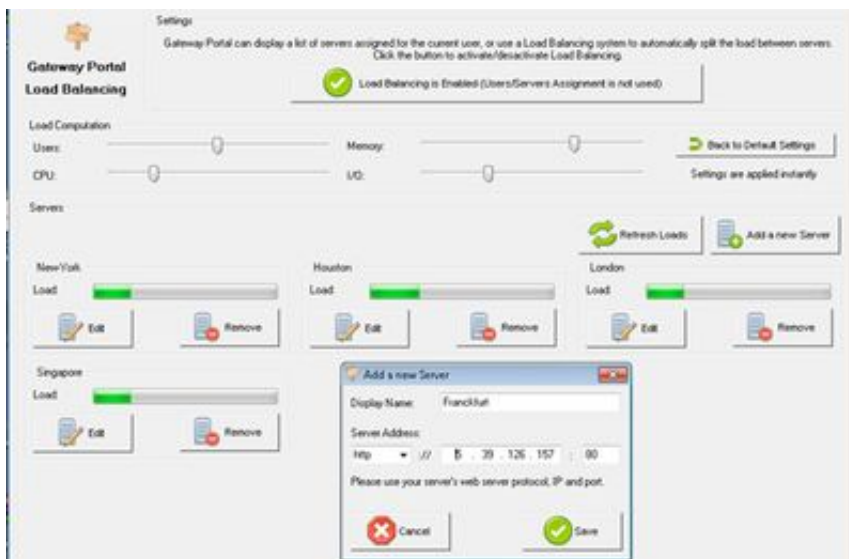 Settings
Gateway Portal can display a list of servers assigned for the current user, or use a Load Balancing system to automatically split the load between servers.
Click the button to activate/desactivate Load Balancing.
Gateway Portal
Load Balancing
Load Balancing is Enabled (Users/Servers Assignment is not used)
Load Computation
Users:
Memory:
Back to Default Settings
CPU:
I/O:
Settings are applied instantly
Servers
Refresh Loads
Add a new Server
New-York
Houston
London
Load
Load
Load
Edit
Remove
Edit
Remove
Edit
Remove
Singapore
Load
Edit
Remove
Add a new Server
Display Name:
Franckfurt
Server Address:
http :// 5 . 39 . 126 . 157 : 80
Please use your server's web server protocol, IP and port.
Cancel
Save